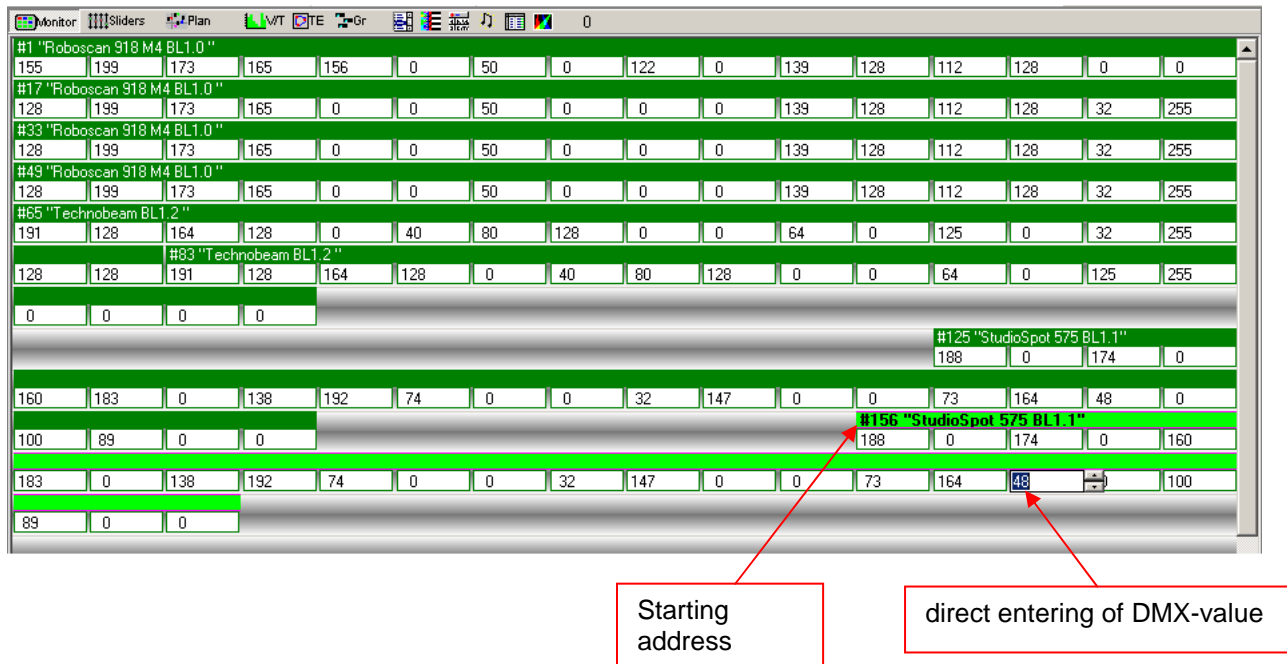 Monitor Sliders Plan V/T TE Gr 0
#1 "Roboscan 918 M4 BL1.0 "
155 199 173 165 156 0 50 0 122 0 139 128 112 128 0 0
#17 "Roboscan 918 M4 BL1.0 "
128 199 173 165 0 0 50 0 0 0 139 128 112 128 32 255
#33 "Roboscan 918 M4 BL1.0 "
128 199 173 165 0 0 50 0 0 0 139 128 112 128 32 255
#49 "Roboscan 918 M4 BL1.0 "
128 199 173 165 0 0 50 0 0 0 139 128 112 128 32 255
#65 "Technobeam BL1.2 "
191 128 164 128 0 40 80 128 0 0 64 0 125 0 32 255
#83 "Technobeam BL1.2 "
128 128 191 128 164 128 0 40 80 128 0 0 64 0 125 255
0 0 0 0
#125 "StudioSpot 575 BL1.1"
188 0 174 0
160 183 0 138 192 74 0 0 32 147 0 0 73 164 48 0
#156 "StudioSpot 575 BL1.1"
100 89 0 0 188 0 174 0 160
183 0 138 192 74 0 0 32 147 0 0 73 164 48 100
89 0 0
Starting
address
direct entering of DMX-value